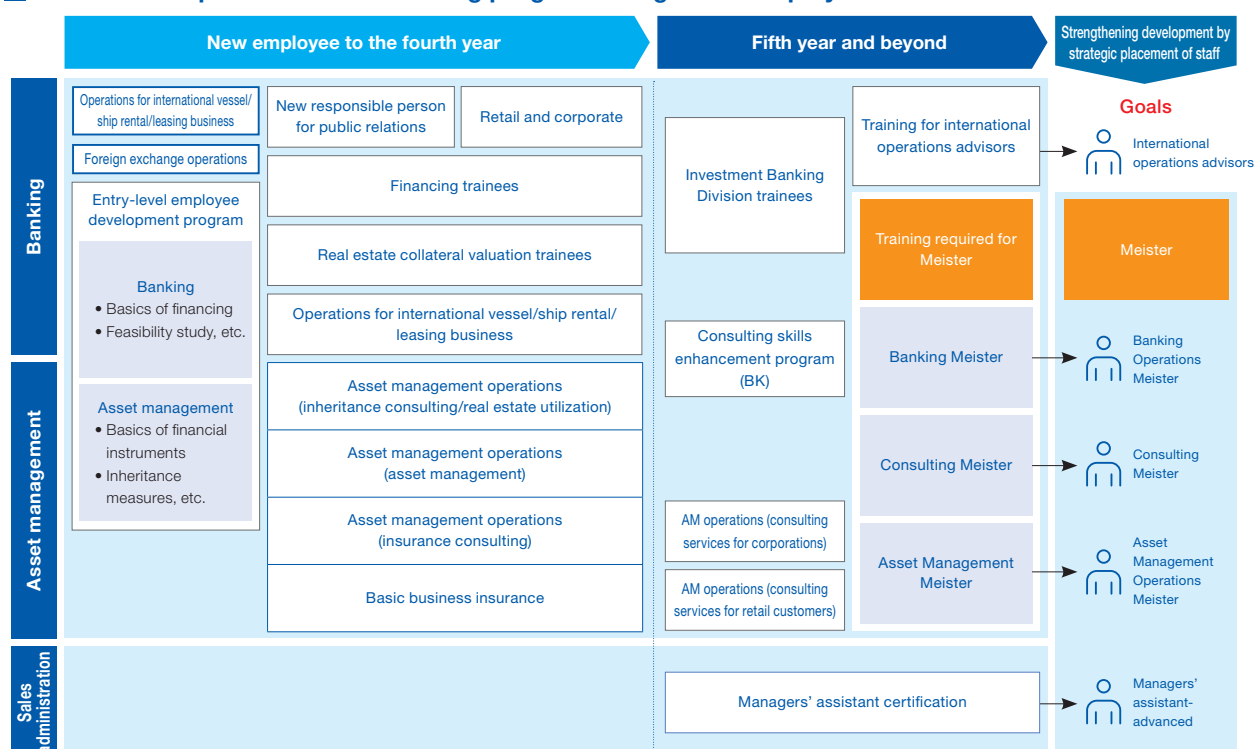 New employee to the fourth year
Fifth year and beyond
Strengthening development by
strategic placement of staff
Banking
Operations for international vessel/
ship rental/leasing business
Foreign exchange operations
Entry-level employee
development program
Banking
• Basics of financing
• Feasibility study, etc.
Asset management
• Basics of financial
instruments
• Inheritance
measures, etc.
New responsible person
for public relations
Retail and corporate
Financing trainees
Real estate collateral valuation trainees
Operations for international vessel/ship rental/
leasing business
Asset management
Asset management operations
(inheritance consulting/real estate utilization)
Asset management operations
(asset management)
Asset management operations
(insurance consulting)
Basic business insurance
Investment Banking
Division trainees
Consulting skills
enhancement program
(BK)
AM operations (consulting
services for corporations)
AM operations (consulting
services for retail customers)
Training for international
operations advisors
Training required for
Meister
Banking Meister
Consulting Meister
Asset Management
Meister
Goals
International
operations advisors
Meister
Banking
Operations
Meister
Consulting
Meister
Asset
Management
Operations
Meister
Sales
administration
Managers' assistant certification
Managers'
assistant-
advanced